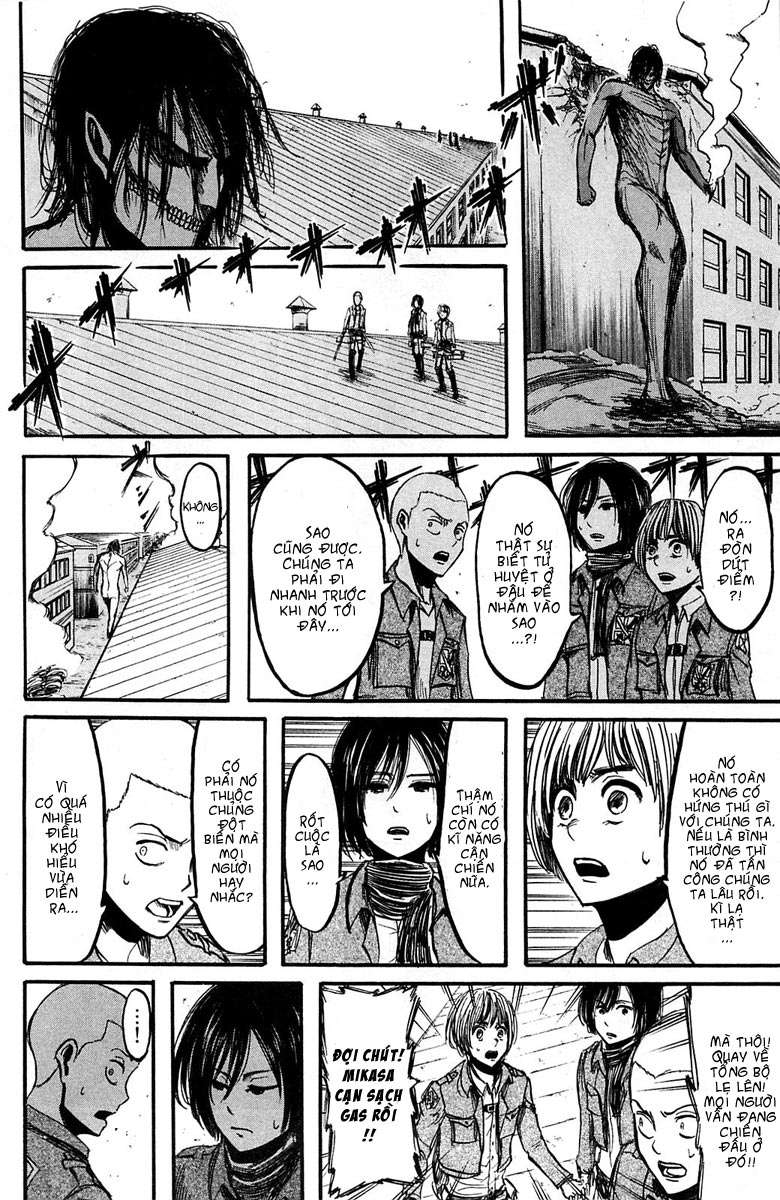 NÓ...
RA
ĐÒN
DỨT
ĐIỂM
?!
NÓ
THẬT SỰ
BIẾT TỬ
HUYỆT Ở
ĐÂU ĐỂ
NHẮM VÀO
SAO
...?!
SAO
CŨNG ĐƯỢC.
CHÚNG TA
PHẢI ĐI
NHANH TRƯỚC
KHI NÓ TỚI
ĐÂY...
KHÔNG
...
NÓ
HOÀN TOÀN
KHÔNG CÓ
HỨNG THÚ GÌ
VỚI CHÚNG TA.
NẾU LÀ BÌNH
THƯỜNG THÌ
NÓ ĐÃ TẤN
CÔNG CHÚNG
TA LÂU RỒI.
KÌ LẠ
THẬT
...
THẬM
CHÍ NÓ
CÒN CÓ
KĨ NĂNG
CẬN
CHIẾN
NỮA.
RỐT
CUỘC
LÀ SAO
...
CÓ
PHẢI NÓ
THUỘC
CHỦNG
ĐỘT
BIẾN MÀ
MỌI
NGƯỜI
HAY
NHẮC?
VÌ
CÓ QUÁ
NHIỀU
ĐIỀU
KHÓ
HIỂU
VỪA
DIỄN
RA...
MÀ THÔI!
QUAY VỀ
TỔNG BỘ
LẸ LÊN!
MỌI NGƯỜI
VẪN ĐANG
CHIẾN
ĐẤU Ở
ĐÓ!!
ĐỢI CHÚT!
MIKASA
CẠN SẠCH
GAS RỒI
!!
...!